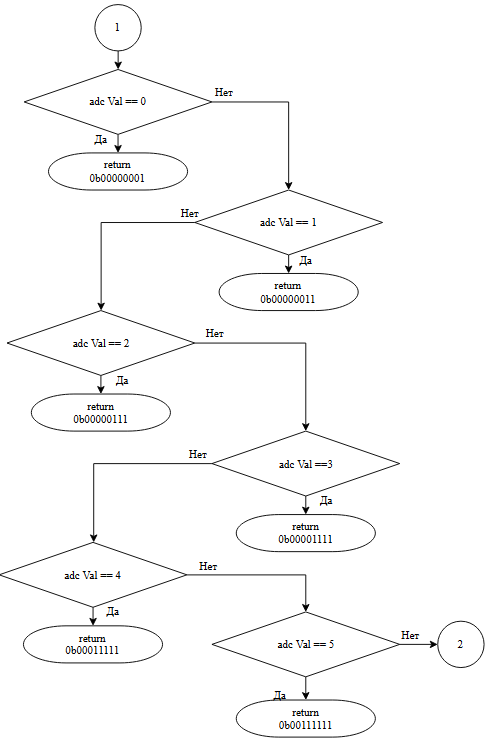 1
adc Val == 0
Нет
Да
return
0b00000001
adc Val == 1
Нет
Да
return
0b00000011
adc Val == 2
Нет
Да
return
0b00000111
adc Val ==3
Нет
Да
return
0b00001111
adc Val == 4
Нет
Да
return
0b00011111
adc Val == 5
Нет
2
Да
return
0b00111111